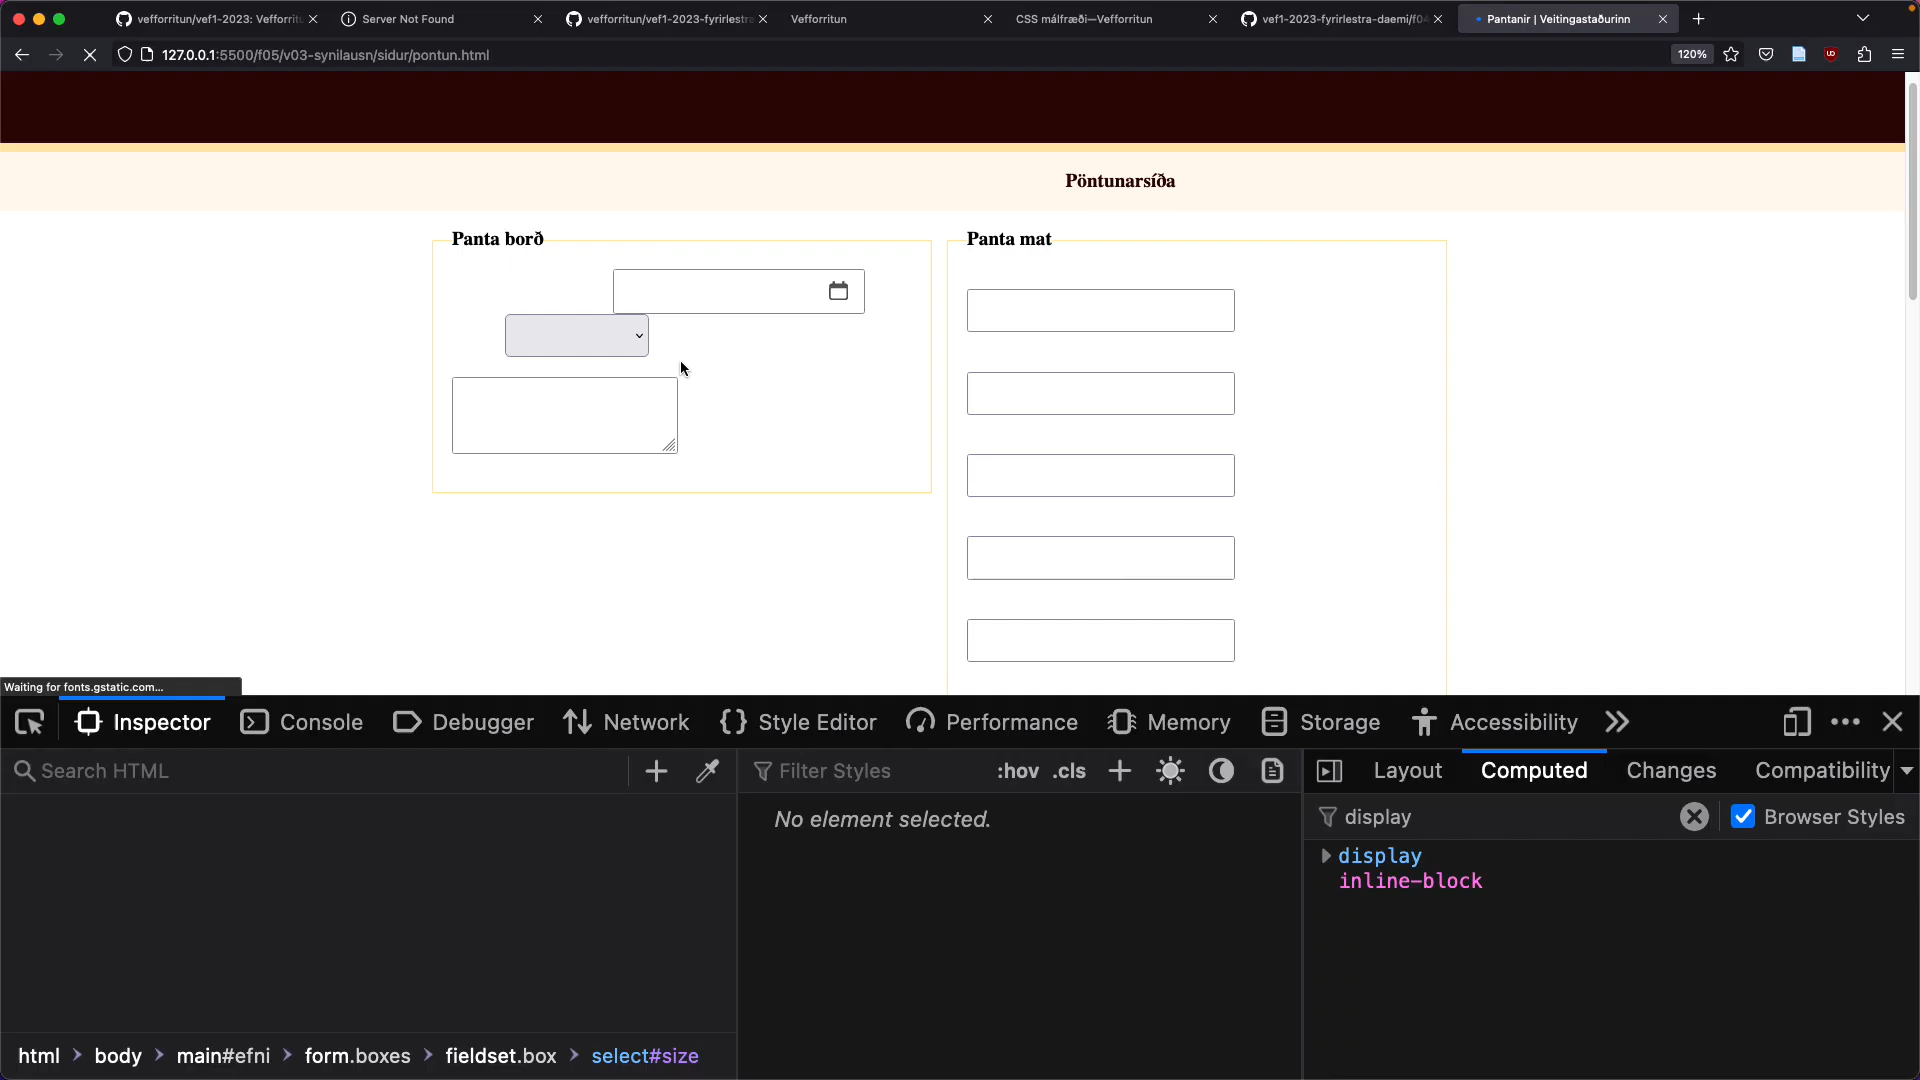 vefforritun/vef1-2023: Vefforritu
Server Not Found
vefforritun/vef1-2023-fyrirlestra
Vefforritun
CSS málfræði—Vefforritun
vef1-2023-fyrirlestra-daemi/f04
Pantanir | Veitingastaðurinn
127.0.0.1:5500/f05/v03-synilausn/sidur/pontun.html
120%
Pöntunarsíða
Panta borð
Panta mat
Waiting for fonts.gstatic.com...
Inspector
Console
Debugger
Network
Style Editor
Performance
Memory
Storage
Accessibility
Search HTML
Filter Styles
:hov
.cls
Layout
Computed
Changes
Compatibility
No element selected.
display
Browser Styles
display
inline-block
html
body
main#efni
form.boxes
fieldset.box
select#size